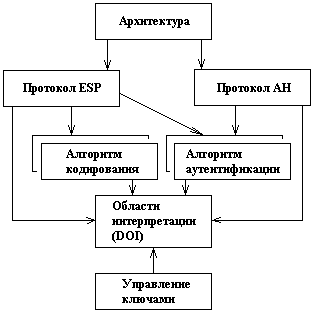 Архитектура
Протокол ESP
Протокол AH
Алгоритм
кодирования
Алгоритм
аутентификации
Области
интерпретации
(DOI)
Управление
ключами